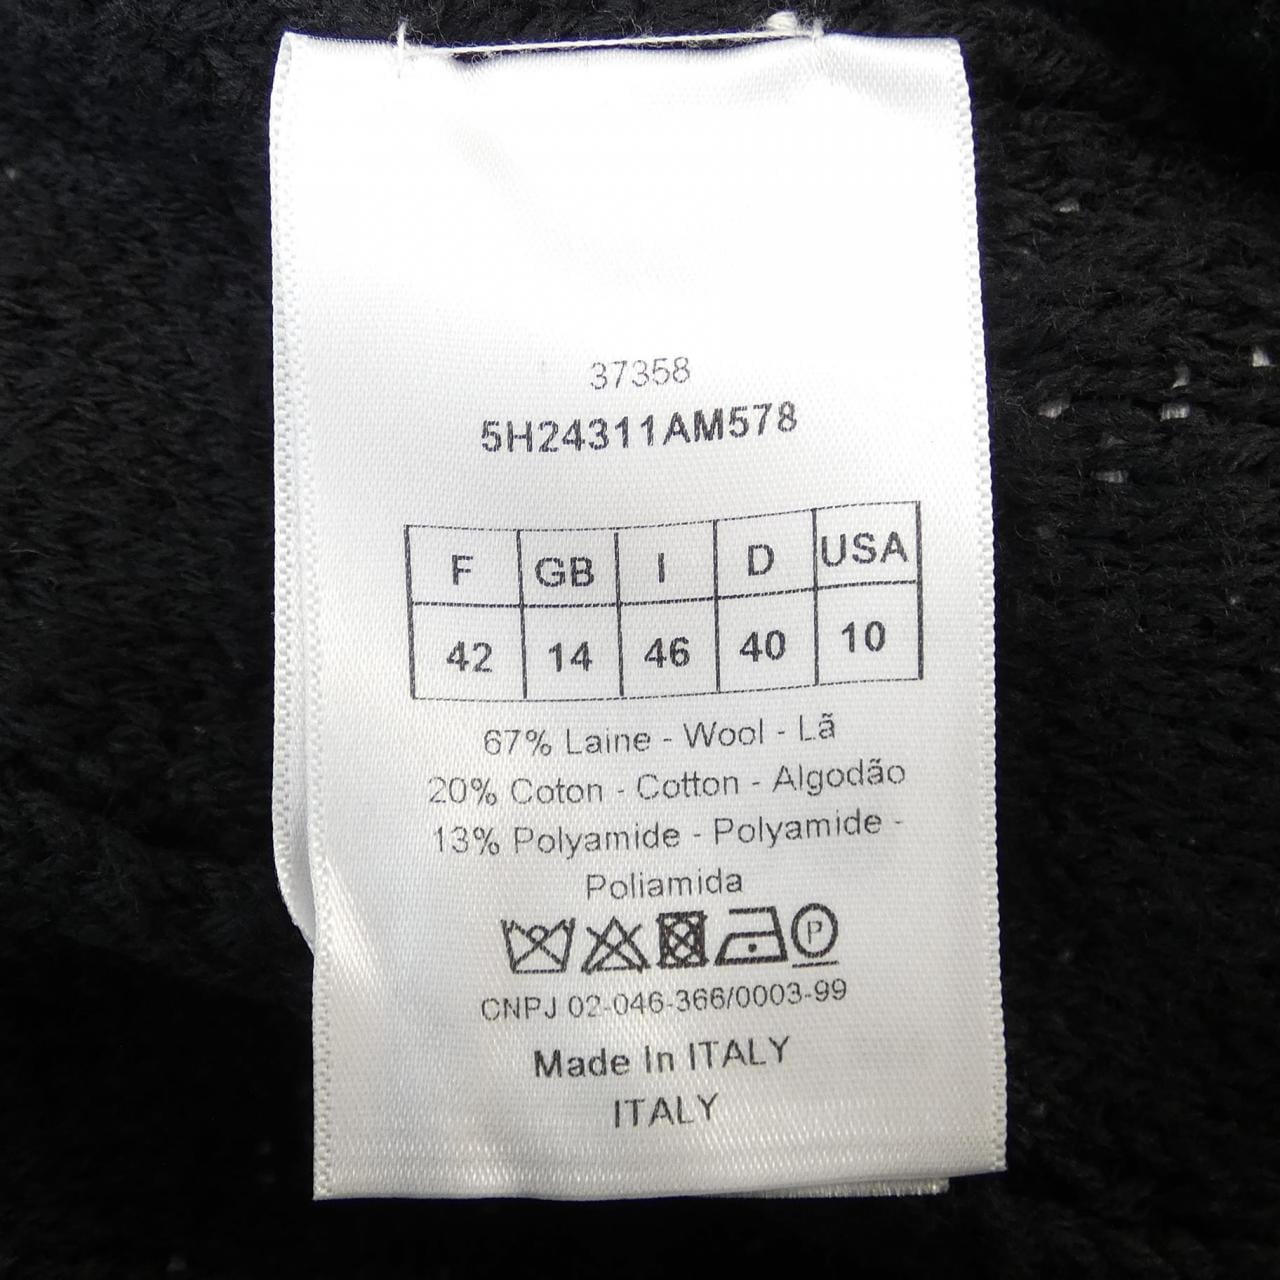 37358
5H24311AM578
F GB I D USA
42 14 46 40 10
67% Laine - Wool - Lã
20% Coton - Cotton - Algodão
13% Polyamide - Polyamide -
Poliamida
P
CNPJ 02-046-366/0003-99
Made In ITALY
ITALY